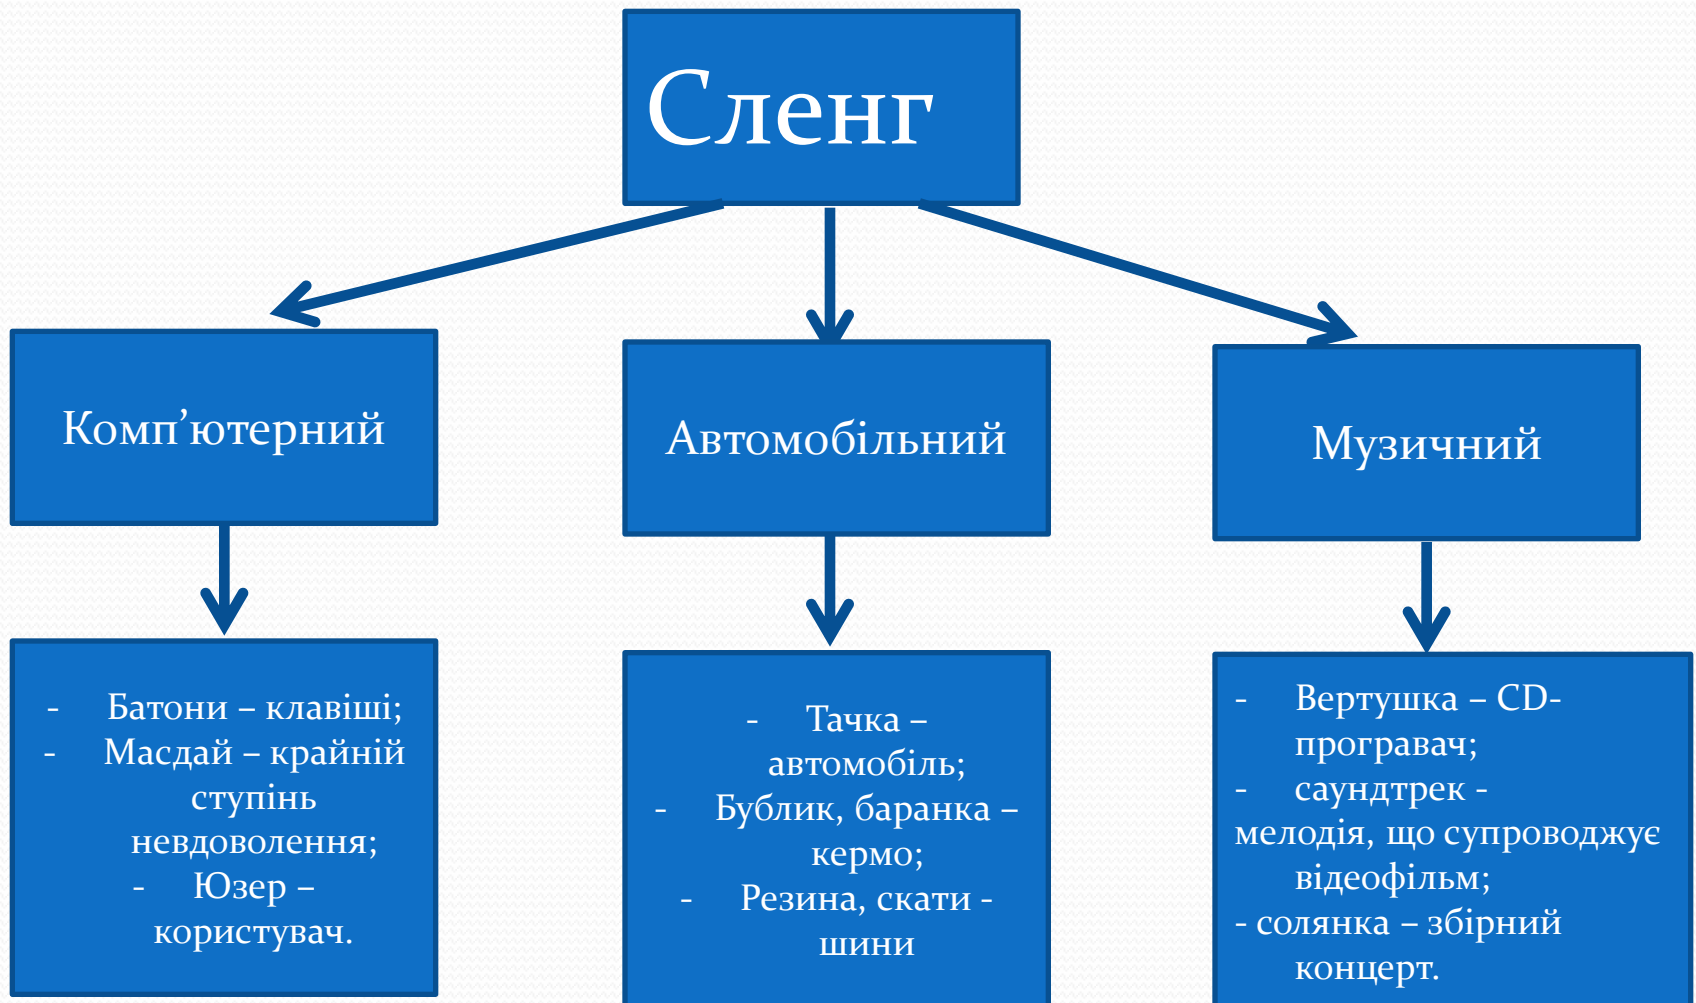 Сленг
Комп’ютерний
Автомобільний
Музичний
- Батони – клавіші;
- Масдай – крайній
ступінь
невдоволення;
- Юзер –
користувач.
- Тачка –
автомобіль;
- Бублик, баранка –
кермо;
- Резина, скати -
шини
- Вертушка – CD-
програвач;
- саундтрек -
мелодія, що супроводжує
відеофільм;
- солянка – збірний
концерт.